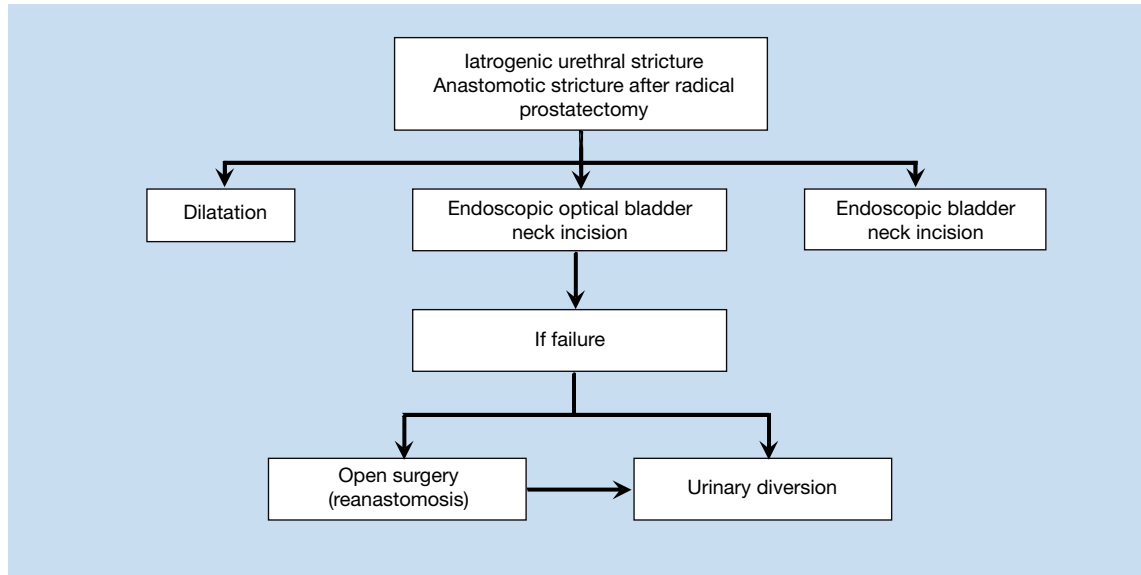 Iatrogenic urethral stricture
Anastomotic stricture after radical
prostatectomy
Dilatation
Endoscopic optical bladder
neck incision
Endoscopic bladder
neck incision
If failure
Open surgery
(reanastomosis)
Urinary diversion